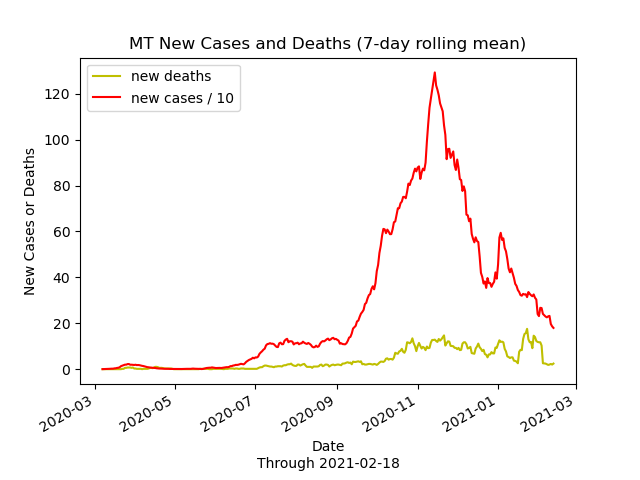 MT New Cases and Deaths (7-day rolling mean)
new deaths
new cases / 10
120
100
80
60
40
20
0
New Cases or Deaths
2020-03
2020-05
2020-07
2020-09
2020-11
2021-01
2021-03
Date
Through 2021-02-18